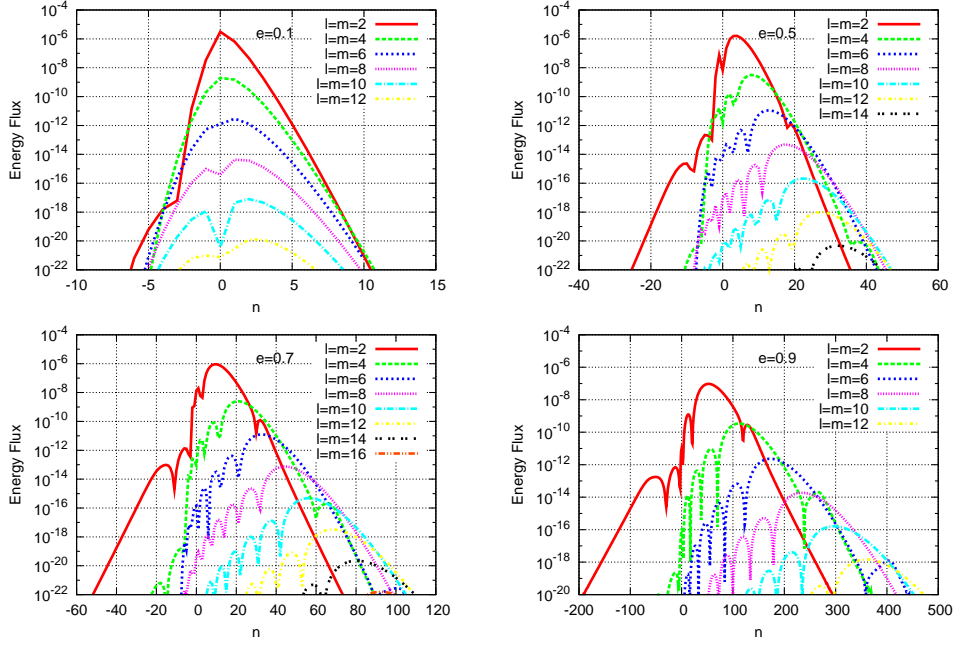 10^-4
10^-6
10^-8
10^-10
10^-12
10^-14
10^-16
10^-18
10^-20
10^-22
Energy Flux
-10 -5 0 5 10 15
n
e=0.1
l=m=2
l=m=4
l=m=6
l=m=8
l=m=10
l=m=12
10^-4
10^-6
10^-8
10^-10
10^-12
10^-14
10^-16
10^-18
10^-20
10^-22
Energy Flux
-40 -20 0 20 40 60
n
e=0.5
l=m=2
l=m=4
l=m=6
l=m=8
l=m=10
l=m=12
l=m=14
10^-4
10^-6
10^-8
10^-10
10^-12
10^-14
10^-16
10^-18
10^-20
10^-22
Energy Flux
-60 -40 -20 0 20 40 60 80 100 120
n
e=0.7
l=m=2
l=m=4
l=m=6
l=m=8
l=m=10
l=m=12
l=m=14
l=m=16
10^-4
10^-6
10^-8
10^-10
10^-12
10^-14
10^-16
10^-18
10^-20
Energy Flux
-200 -100 0 100 200 300 400 500
n
e=0.9
l=m=2
l=m=4
l=m=6
l=m=8
l=m=10
l=m=12